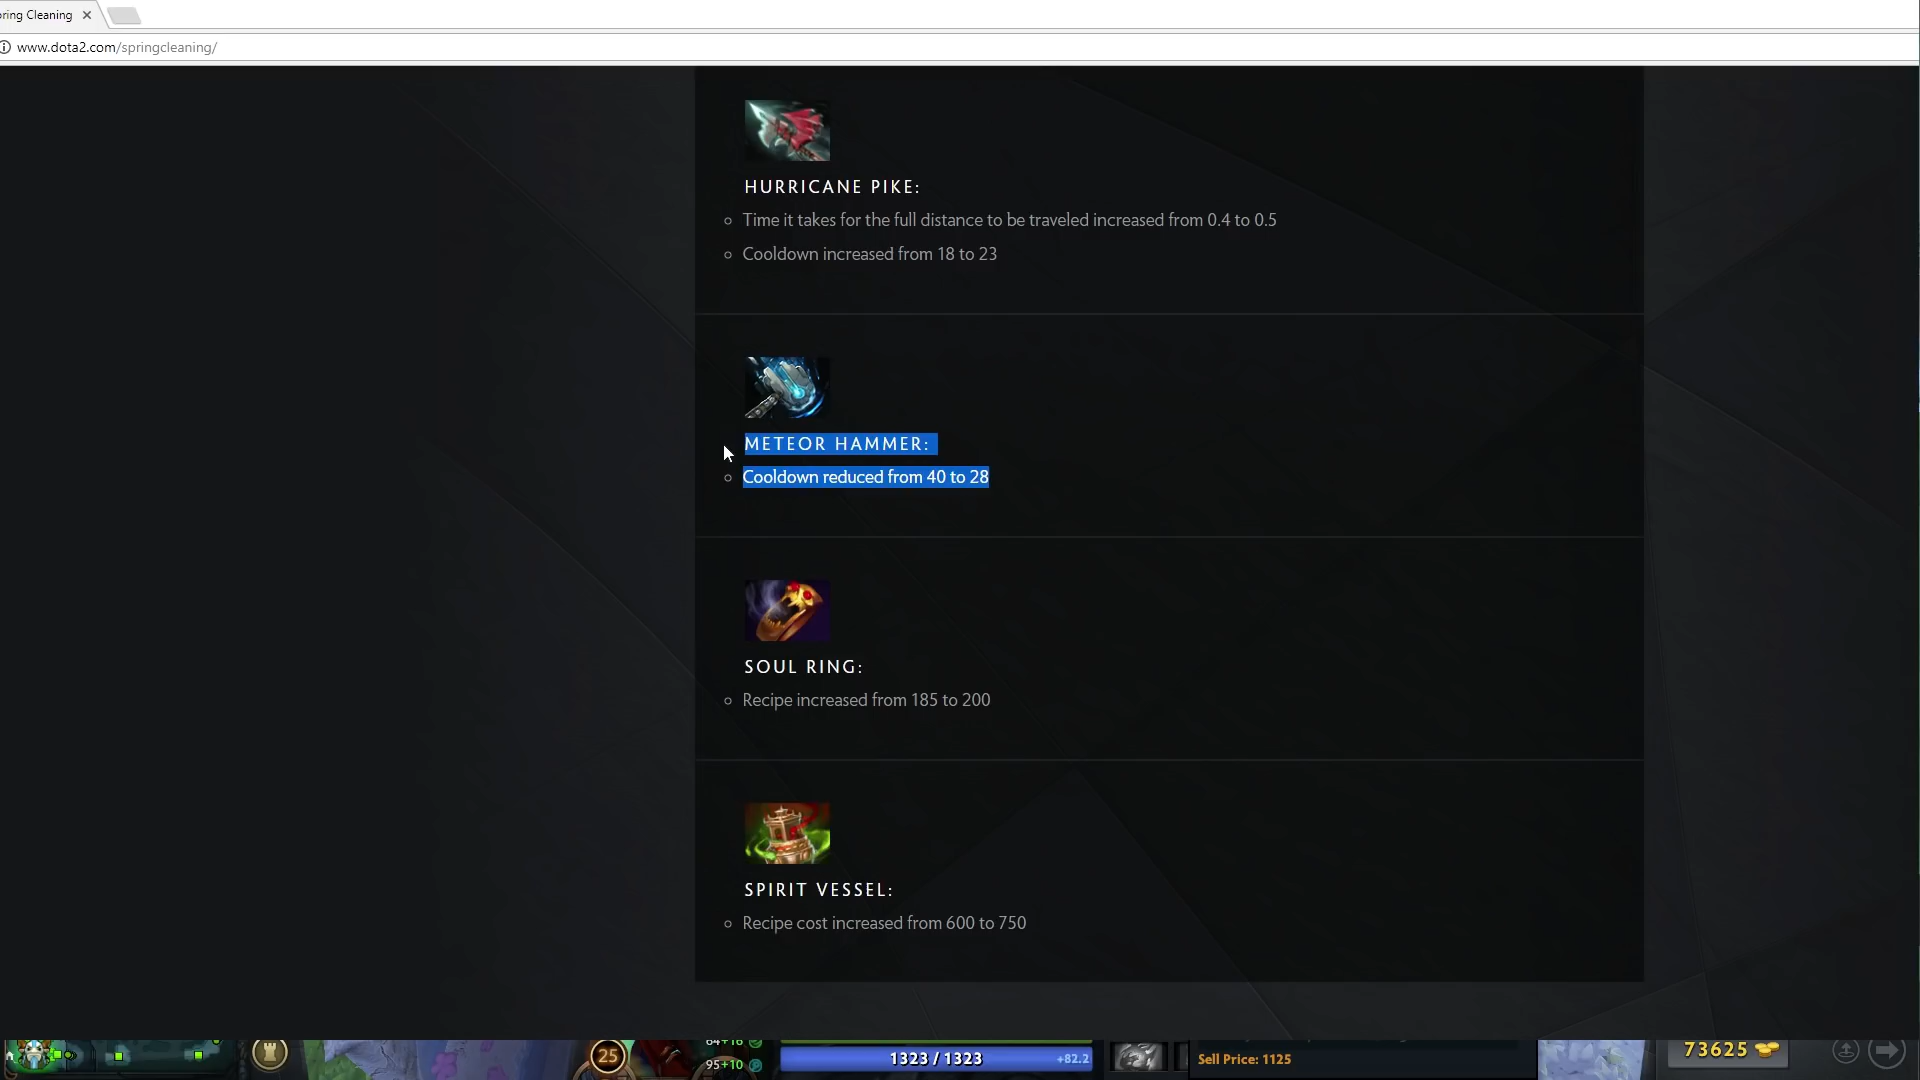 ring Cleaning
www.dota2.com/springcleaning/
HURRICANE PIKE:
Time it takes for the full distance to be traveled increased from 0.4 to 0.5
Cooldown increased from 18 to 23
METEOR HAMMER:
Cooldown reduced from 40 to 28
SOUL RING:
Recipe increased from 185 to 200
SPIRIT VESSEL:
Recipe cost increased from 600 to 750
25
64+16
95+10
1323 / 1323
+82.2
Sell Price: 1125
73625